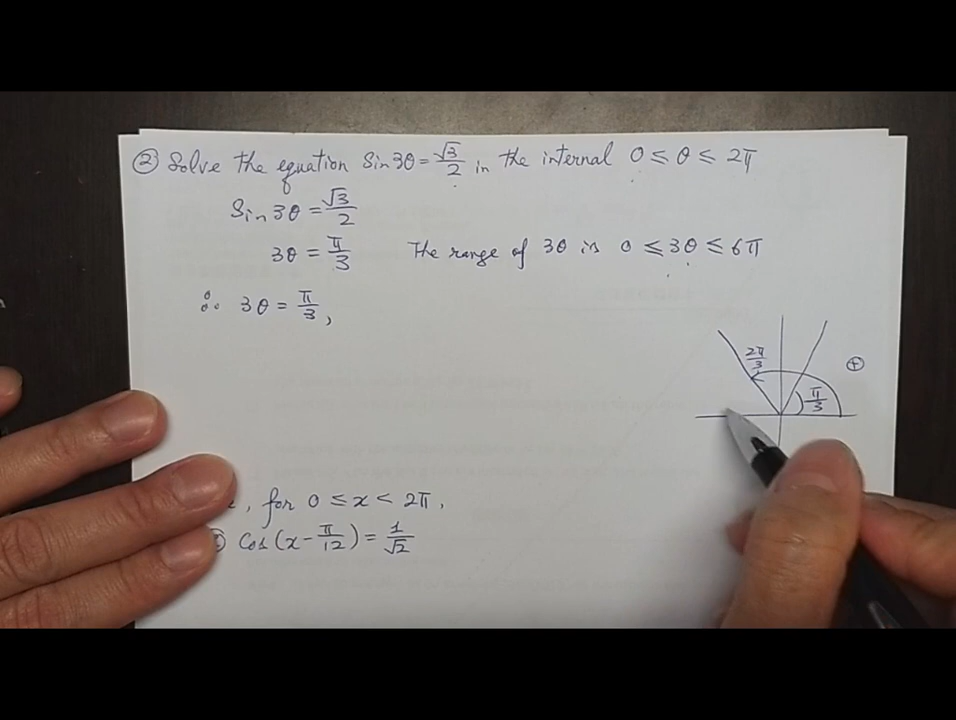 ② Solve the equation Sin3θ = √3/2 in the internal 0 ≤ θ ≤ 2π
Sin3θ = √3/2
3θ = π/3 The range of 3θ is 0 ≤ 3θ ≤ 6π
∴ 3θ = π/3,
2π/3
⊕
π/3
, for 0 ≤ x < 2π,
Cos(x - π/12) = 1/√2